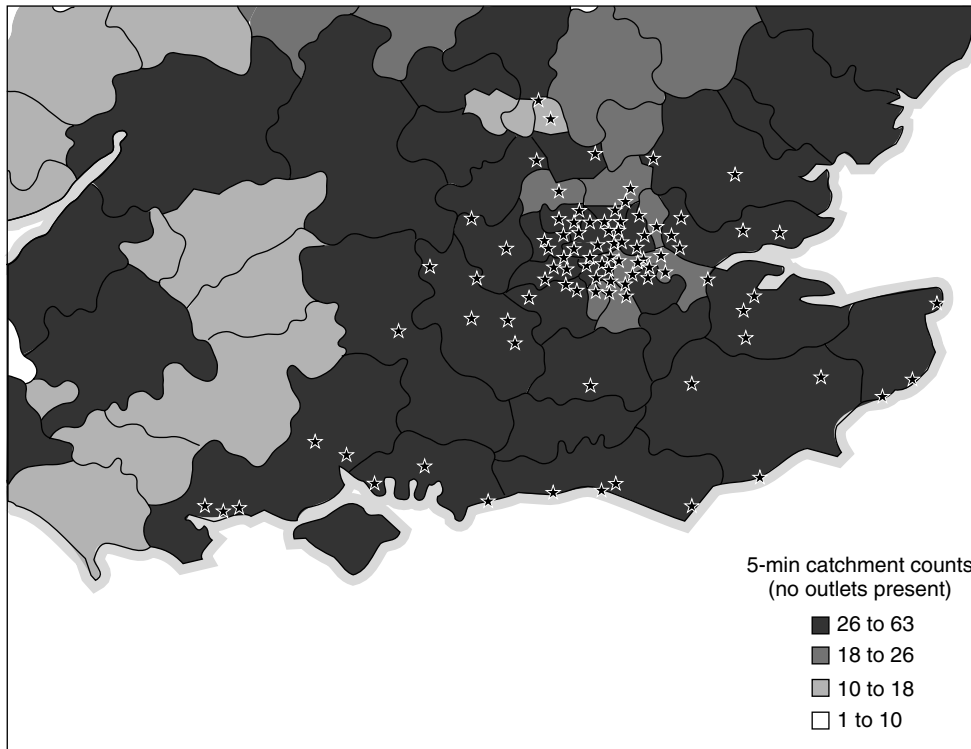 5-min catchment counts
(no outlets present)
26 to 63
18 to 26
10 to 18
1 to 10